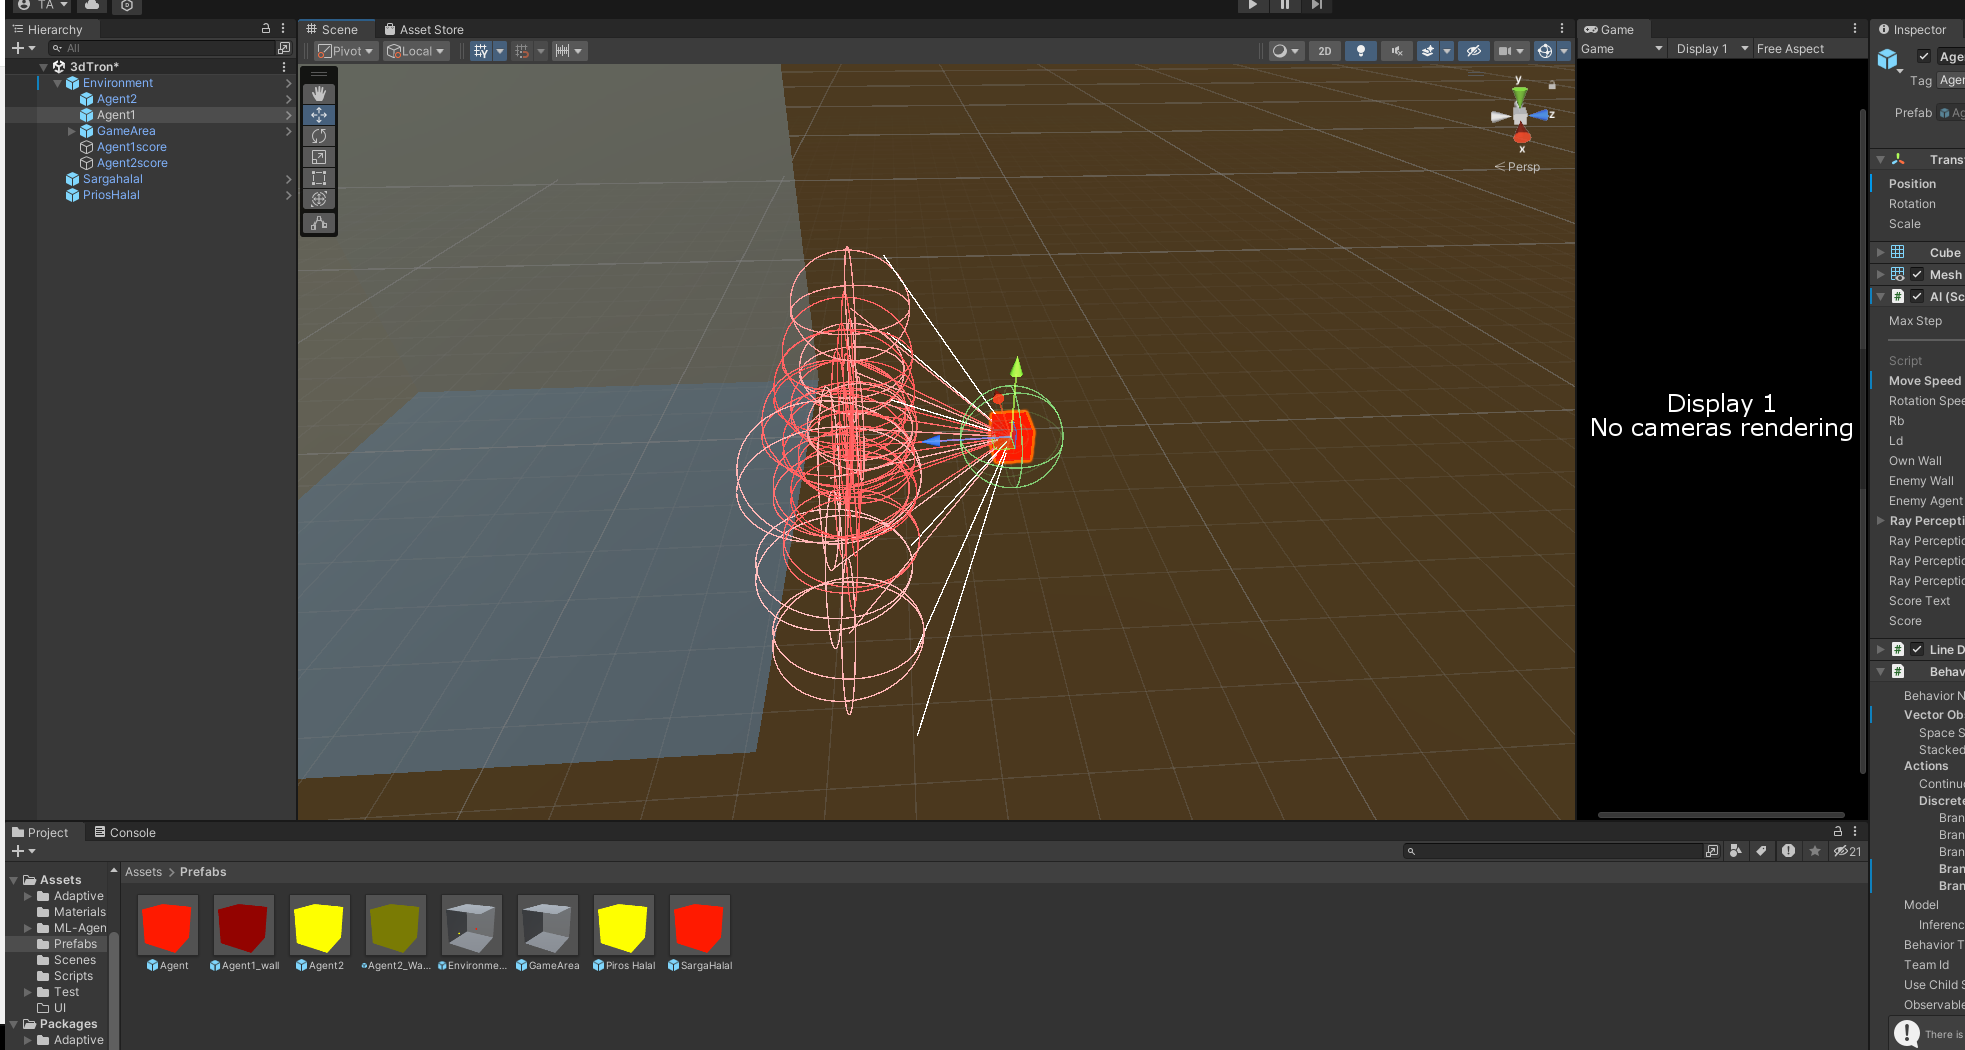 TA
Hierarchy
All
3dTron*
Environment
Agent2
Agent1
GameArea
Agent1score
Agent2score
Sargahalal
PriosHalal
Scene
Asset Store
Pivot
Local
2D
y
z
x
Persp
Game
Game
Display 1
Free Aspect
Display 1
No cameras rendering
Inspector
Age
Tag Agen
Prefab Ag
Transf
Position
Rotation
Scale
Cube
Mesh
AI (Sc
Max Step
Script
Move Speed
Rotation Spee
Rb
Ld
Own Wall
Enemy Wall
Enemy Agent
Ray Percepti
Ray Perceptio
Ray Perceptio
Ray Perceptio
Score Text
Score
Line D
Behav
Behavior N
Vector Ob
Space S
Stacked
Actions
Continuo
Discrete
Bran
Bran
Bran
Bran
Bran
Model
Inferenc
Behavior T
Team Id
Use Child S
Observable
There is
Project
Console
21
Assets
Adaptive
Materials
ML-Agen
Prefabs
Scenes
Scripts
Test
UI
Packages
Adaptive
Assets > Prefabs
Agent
Agent1_wall
Agent2
Agent2_Wa...
Environme...
GameArea
Piros Halal
SargaHalal